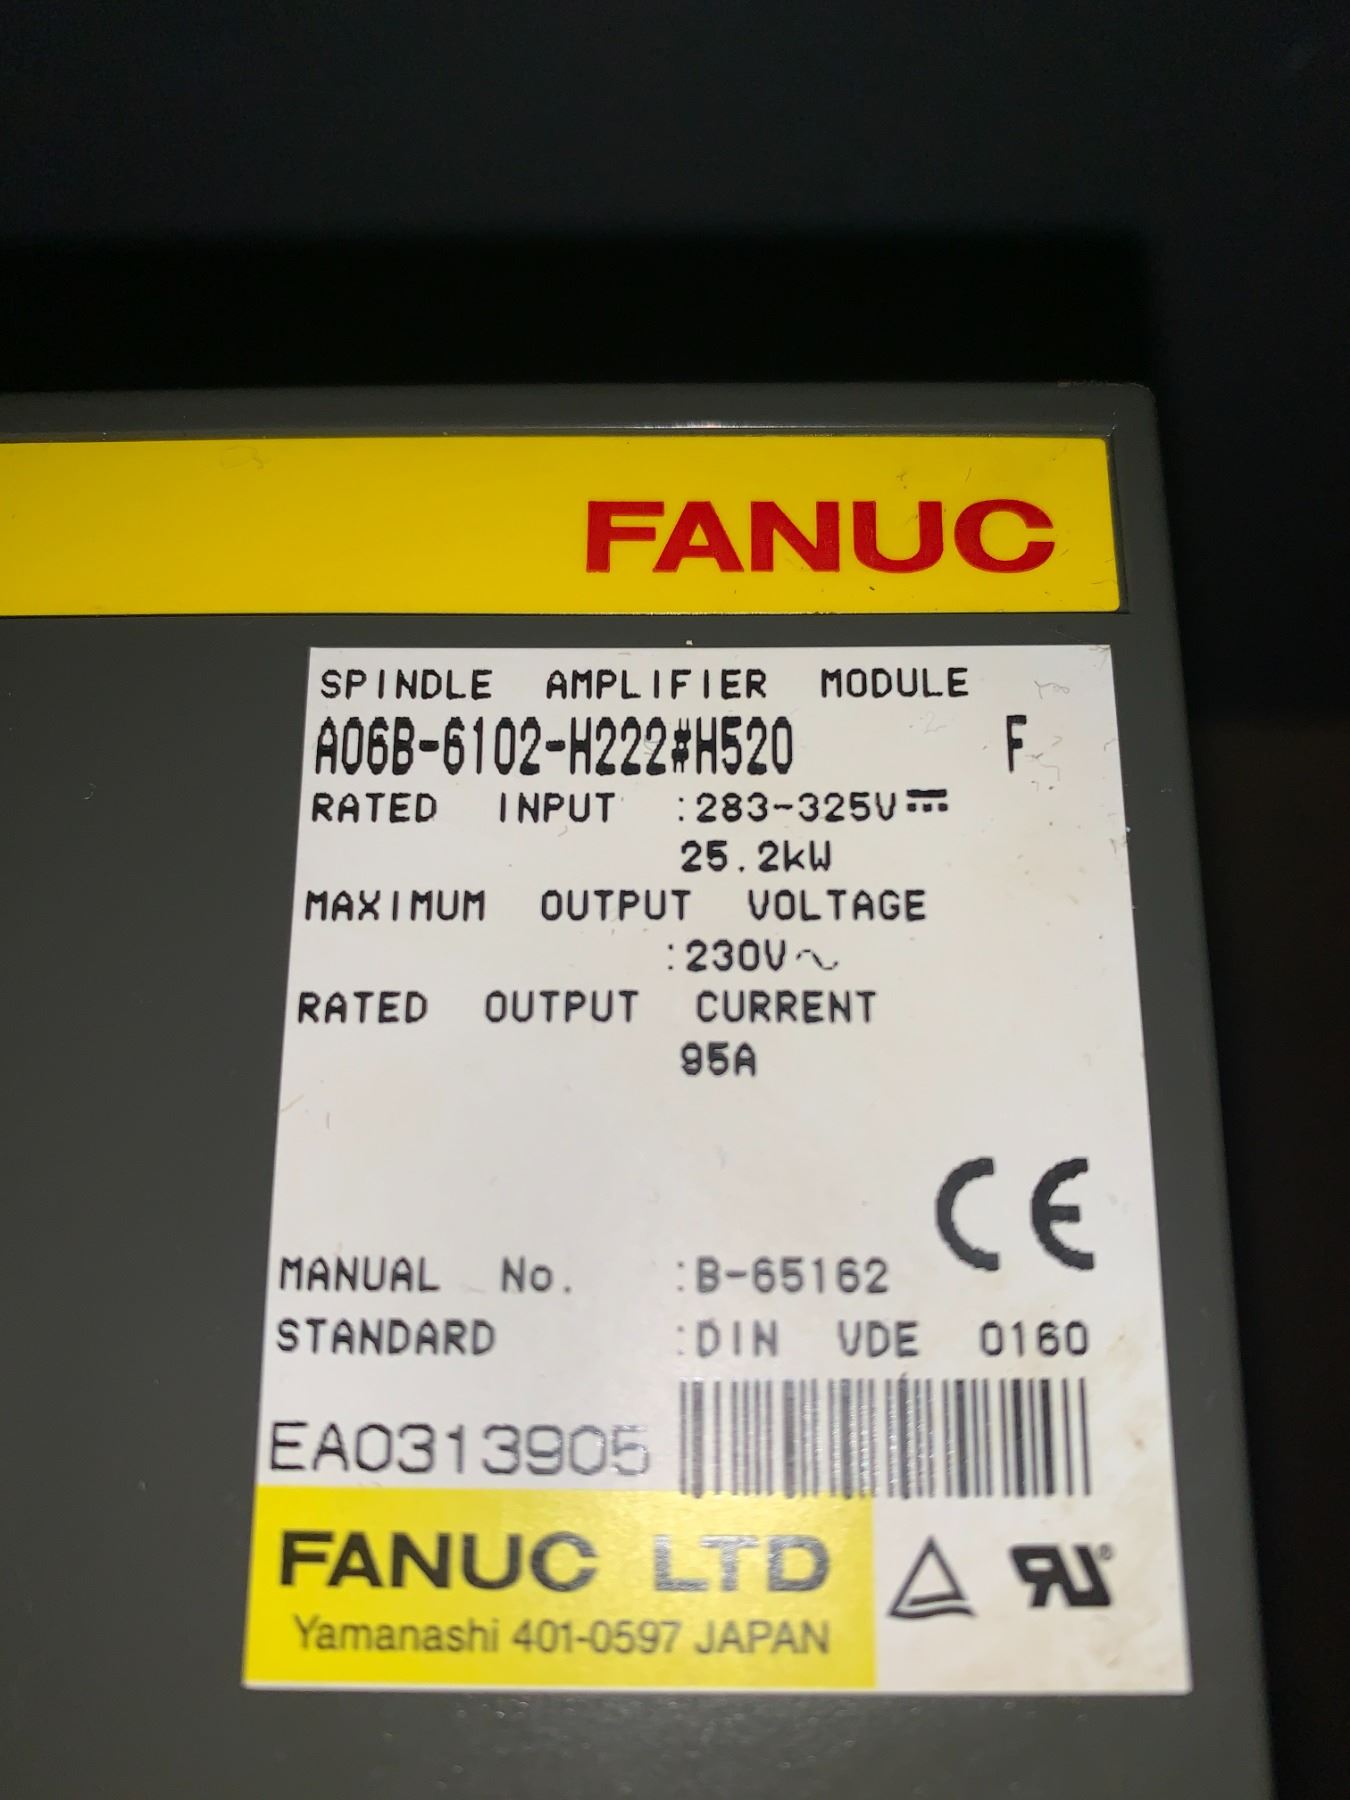 FANUC
SPINDLE AMPLIFIER MODULE
A06B-6102-H222#H520 F
RATED INPUT :283-325V⎓
25.2kW
MAXIMUM OUTPUT VOLTAGE
:230V~
RATED OUTPUT CURRENT
95A
CE
MANUAL No. :B-65162
STANDARD :DIN VDE 0160
EA0313905
FANUC LTD
Yamanashi 401-0597 JAPAN